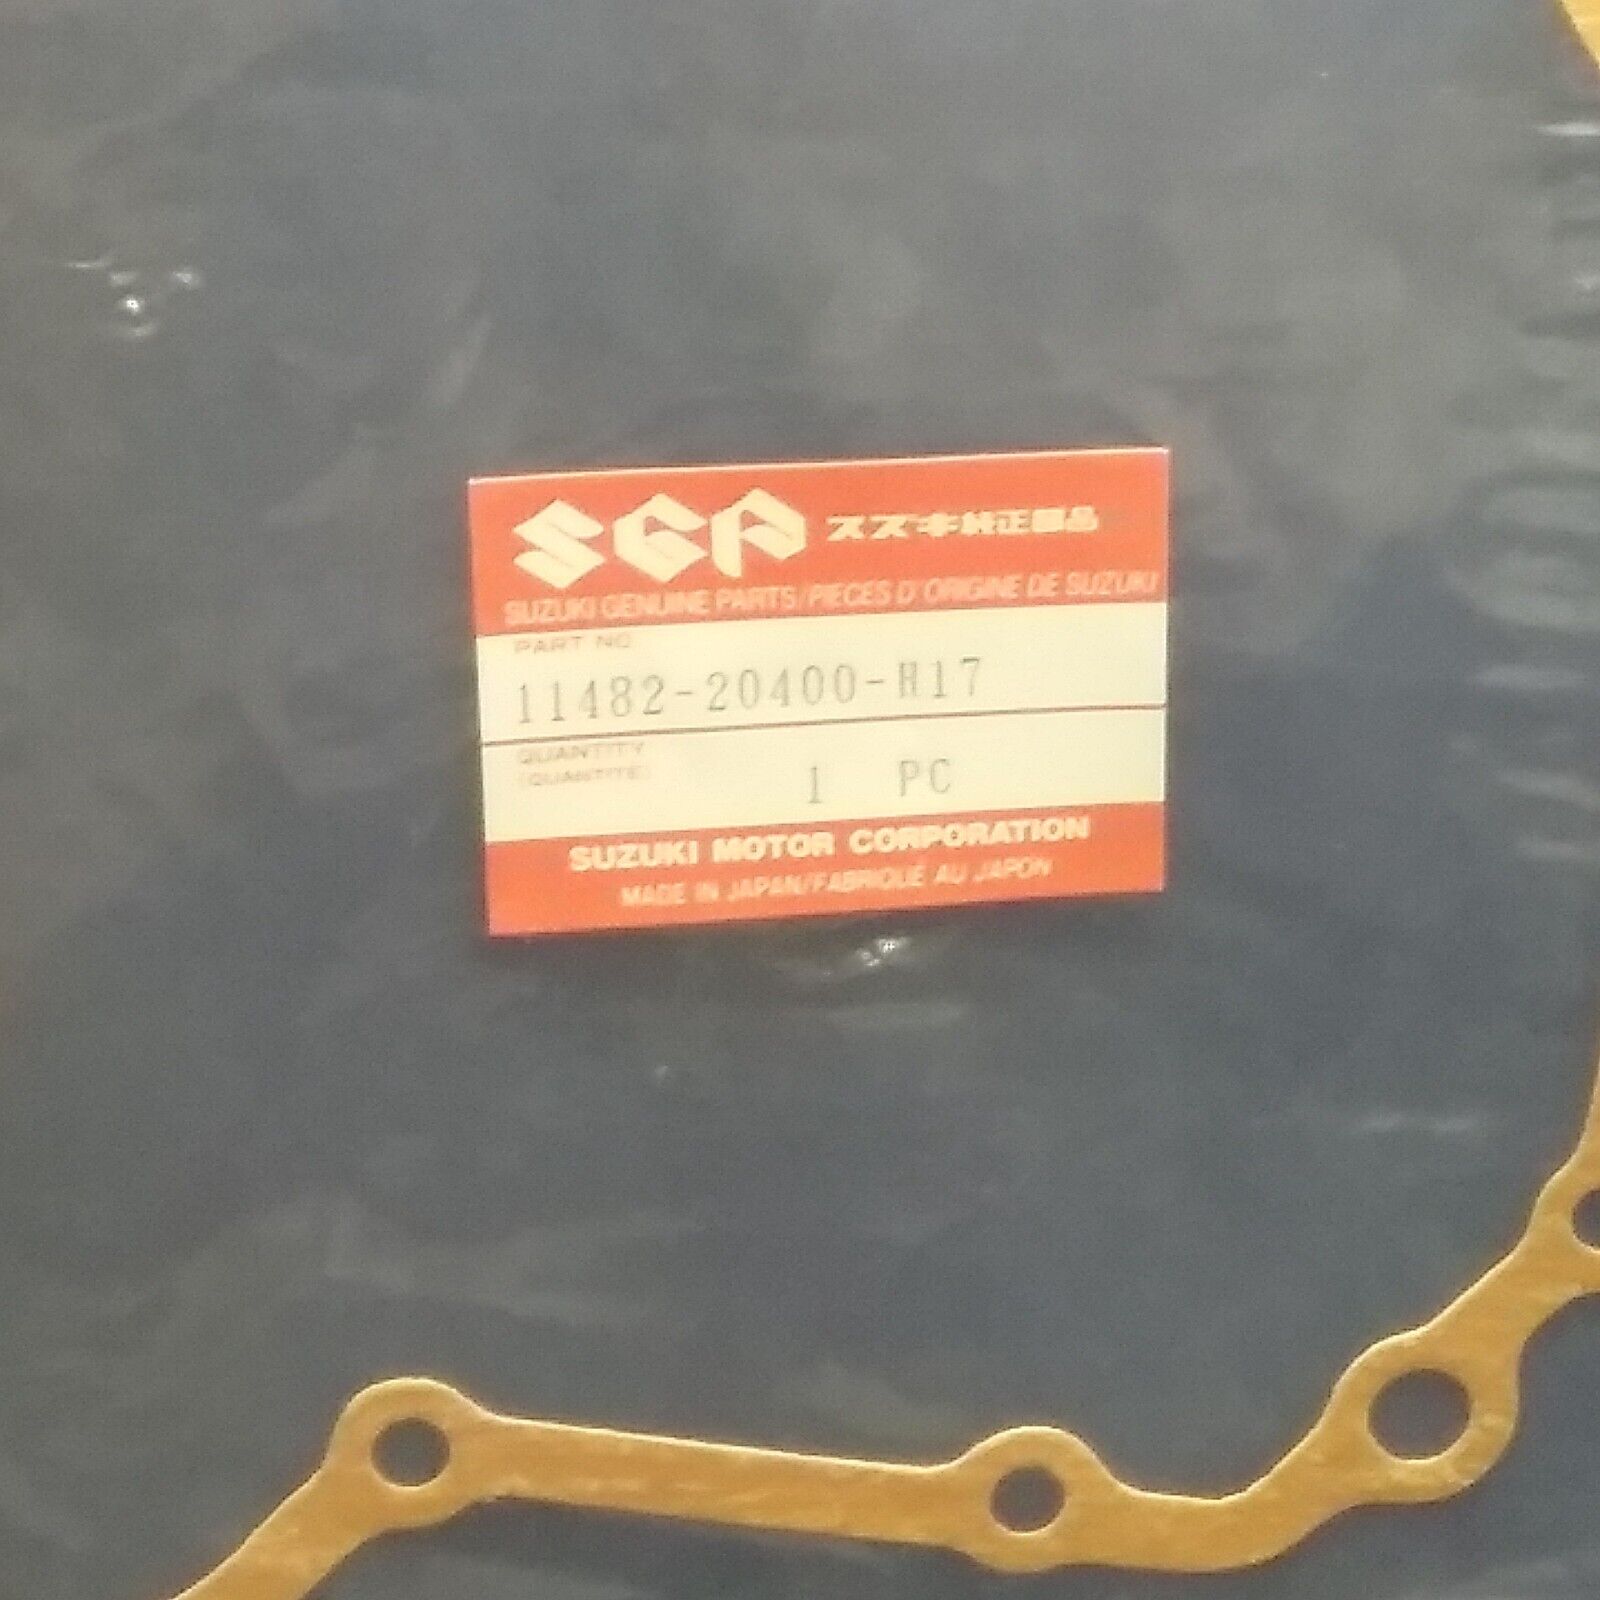 SGP スズキ純正部品
SUZUKI GENUINE PARTS/PIECES D'ORIGINE DE SUZUKI
PART NO
11482-20400-H17
QUANTITY
(QUANTITE)
1 PC
SUZUKI MOTOR CORPORATION
MADE IN JAPAN/FABRIQUÉ AU JAPON